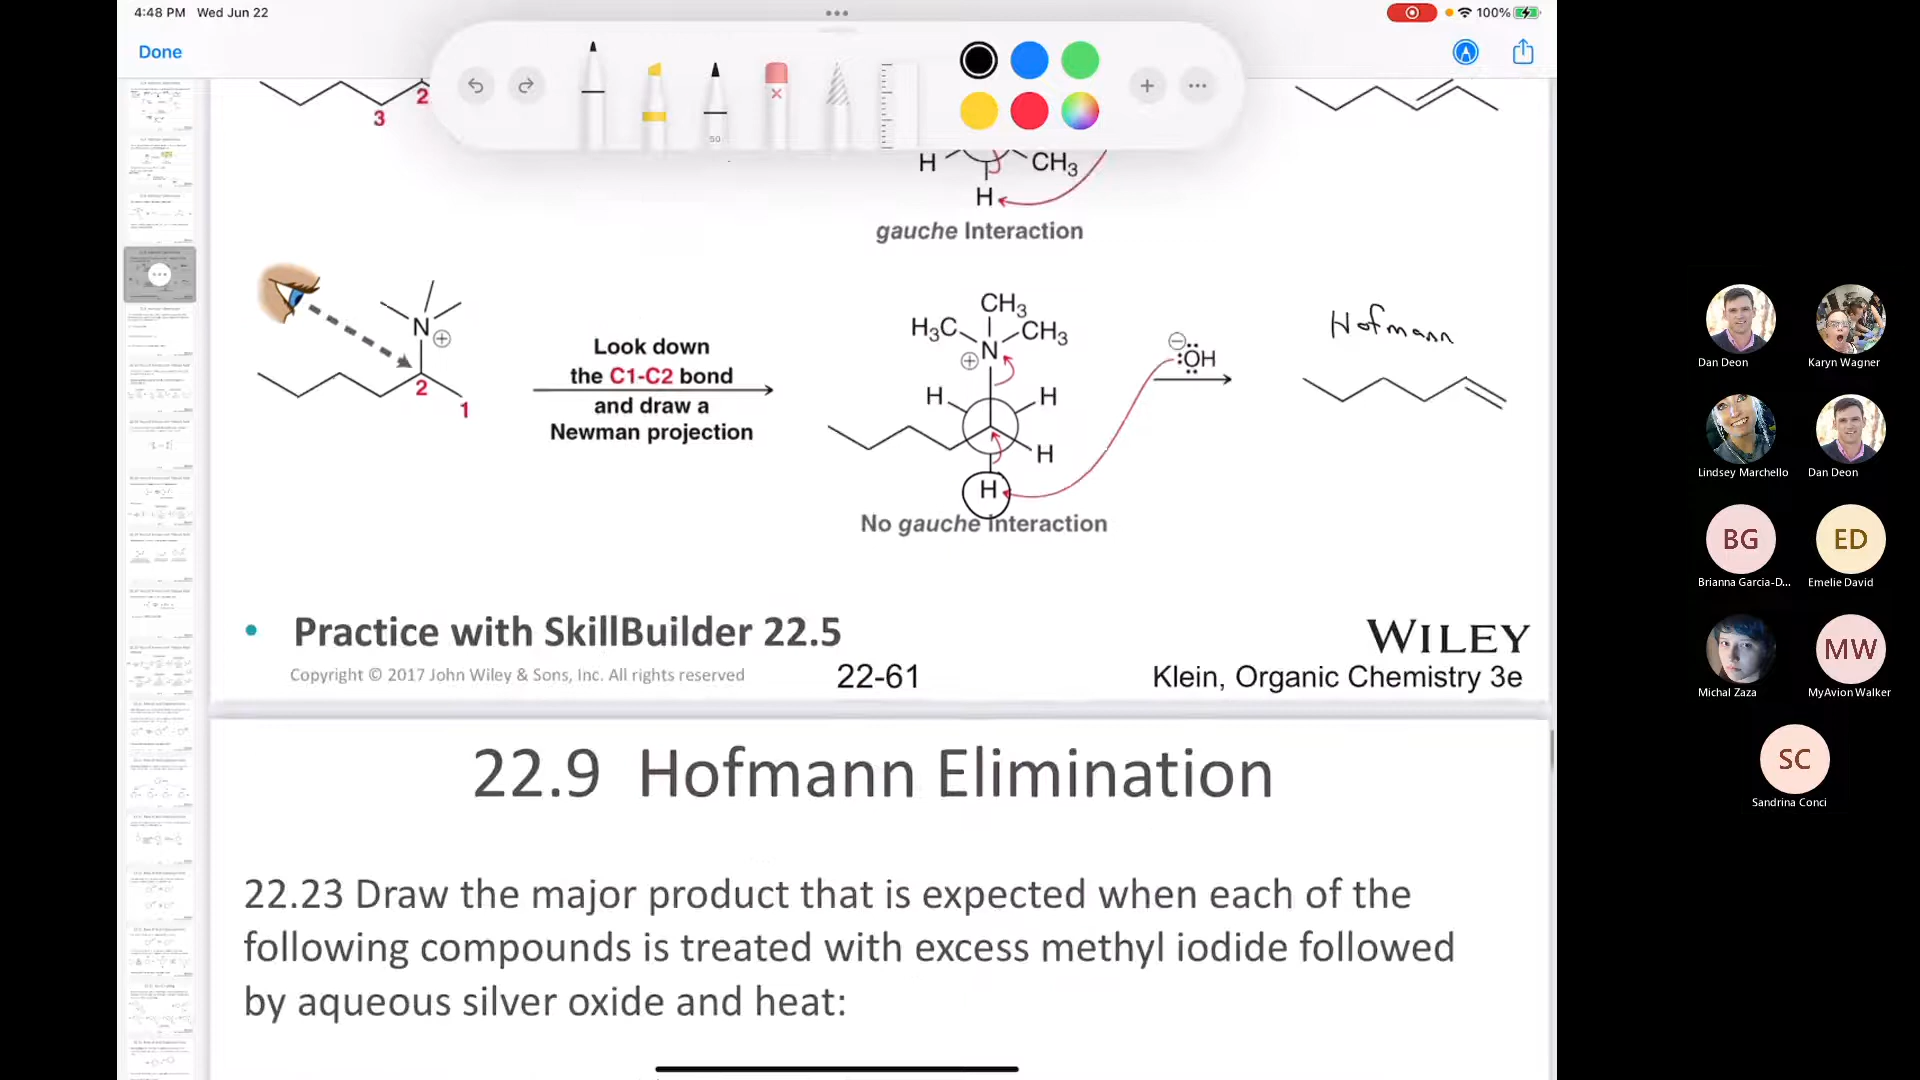 4:48 PM Wed Jun 22
100%
Done
50
2
3
H
CH3
H
gauche Interaction
N
⊕
2
1
Look down
the C1-C2 bond
and draw a
Newman projection
CH3
H3C
CH3
⊕
N
H
H
H
H
No gauche interaction
⊖
:ÖH
Hofmann
• Practice with SkillBuilder 22.5
WILEY
Copyright © 2017 John Wiley & Sons, Inc. All rights reserved
22-61
Klein, Organic Chemistry 3e
22.9 Hofmann Elimination
22.23 Draw the major product that is expected when each of the
following compounds is treated with excess methyl iodide followed
by aqueous silver oxide and heat:
Dan Deon
Karyn Wagner
Lindsey Marchello
Dan Deon
BG
ED
Brianna Garcia-D...
Emelie David
MW
Michal Zaza
MyAvion Walker
SC
Sandrina Conci